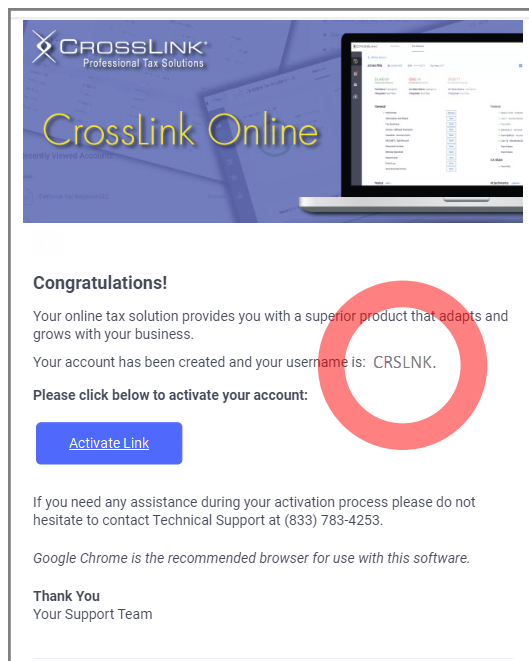 CROSSLINK
Professional Tax Solutions
CrossLink Online
Congratulations!
Your online tax solution provides you with a superior product that adapts and
grows with your business.
Your account has been created and your username is: CRSLNK.
Please click below to activate your account:
Activate Link
If you need any assistance during your activation process please do not
hesitate to contact Technical Support at (833) 783-4253.
Google Chrome is the recommended browser for use with this software.
Thank You
Your Support Team